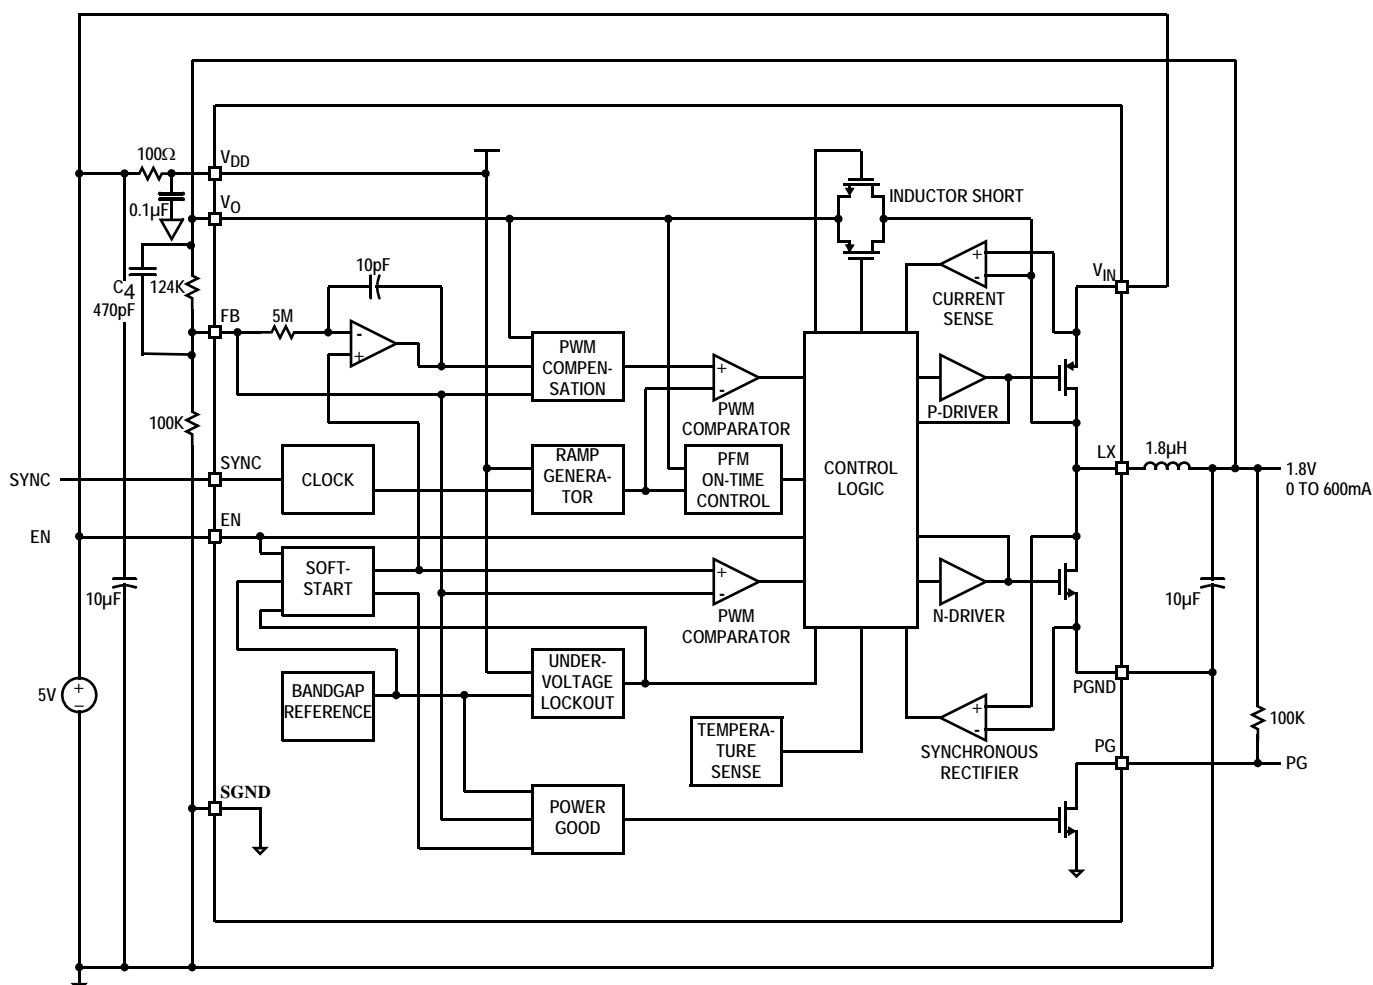 100Ω
V_DD
0.1µF
V_O
INDUCTOR SHORT
10pF
C4
470pF
124K
FB
5M
-
+
PWM
COMPEN-
SATION
+
-
PWM
COMPARATOR
+
-
CURRENT
SENSE
V_IN
P-DRIVER
100K
SYNC
SYNC
CLOCK
RAMP
GENERA-
TOR
PFM
ON-TIME
CONTROL
CONTROL
LOGIC
LX
1.8µH
1.8V
0 TO 600mA
EN
EN
SOFT-
START
+
-
PWM
COMPARATOR
N-DRIVER
10µF
10µF
5V
+
–
BANDGAP
REFERENCE
UNDER-
VOLTAGE
LOCKOUT
TEMPERA-
TURE
SENSE
+
-
SYNCHRONOUS
RECTIFIER
PGND
100K
PG
PG
SGND
POWER
GOOD